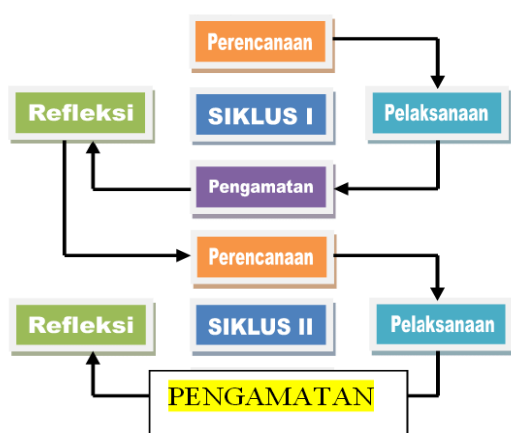 Perencanaan
Refleksi
SIKLUS I
Pelaksanaan
Pengamatan
Perencanaan
Refleksi
SIKLUS II
Pelaksanaan
PENGAMATAN